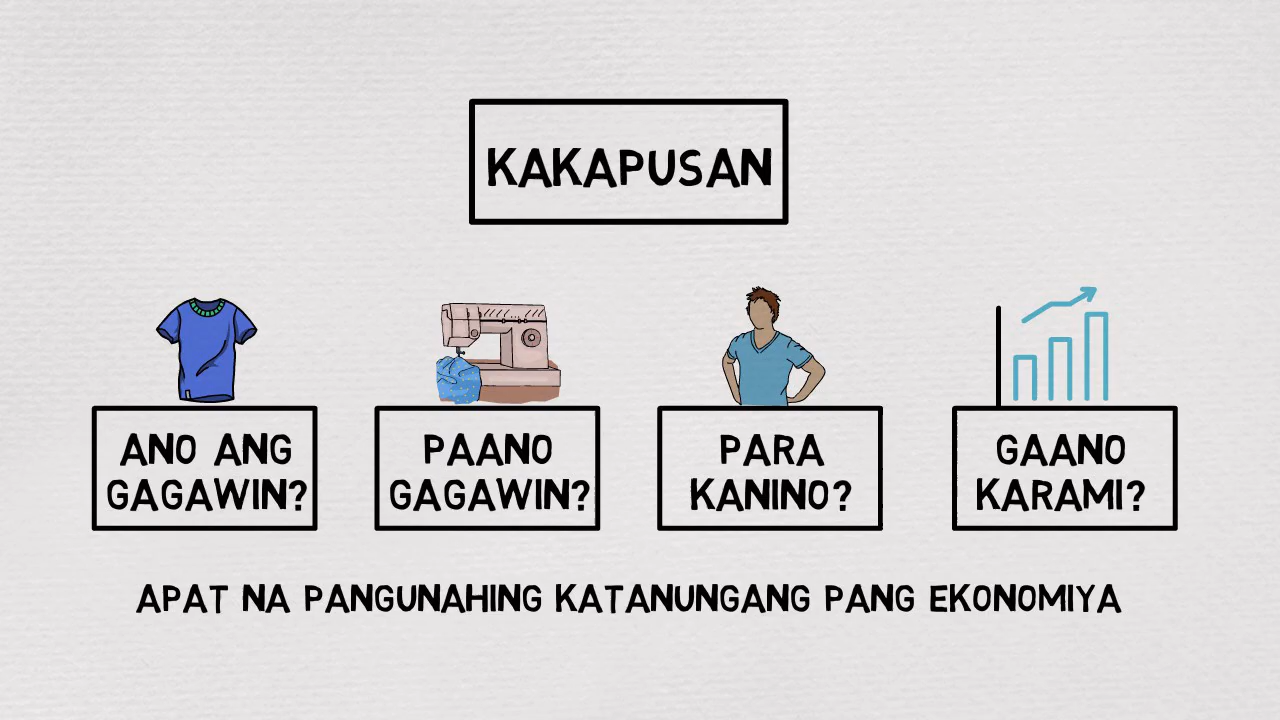 KAKAPUSAN
ANO ANG
GAGAWIN?
PAANO
GAGAWIN?
PARA
KANINO?
GAANO
KARAMI?
APAT NA PANGUNAHING KATANUNGANG PANG EKONOMIYA